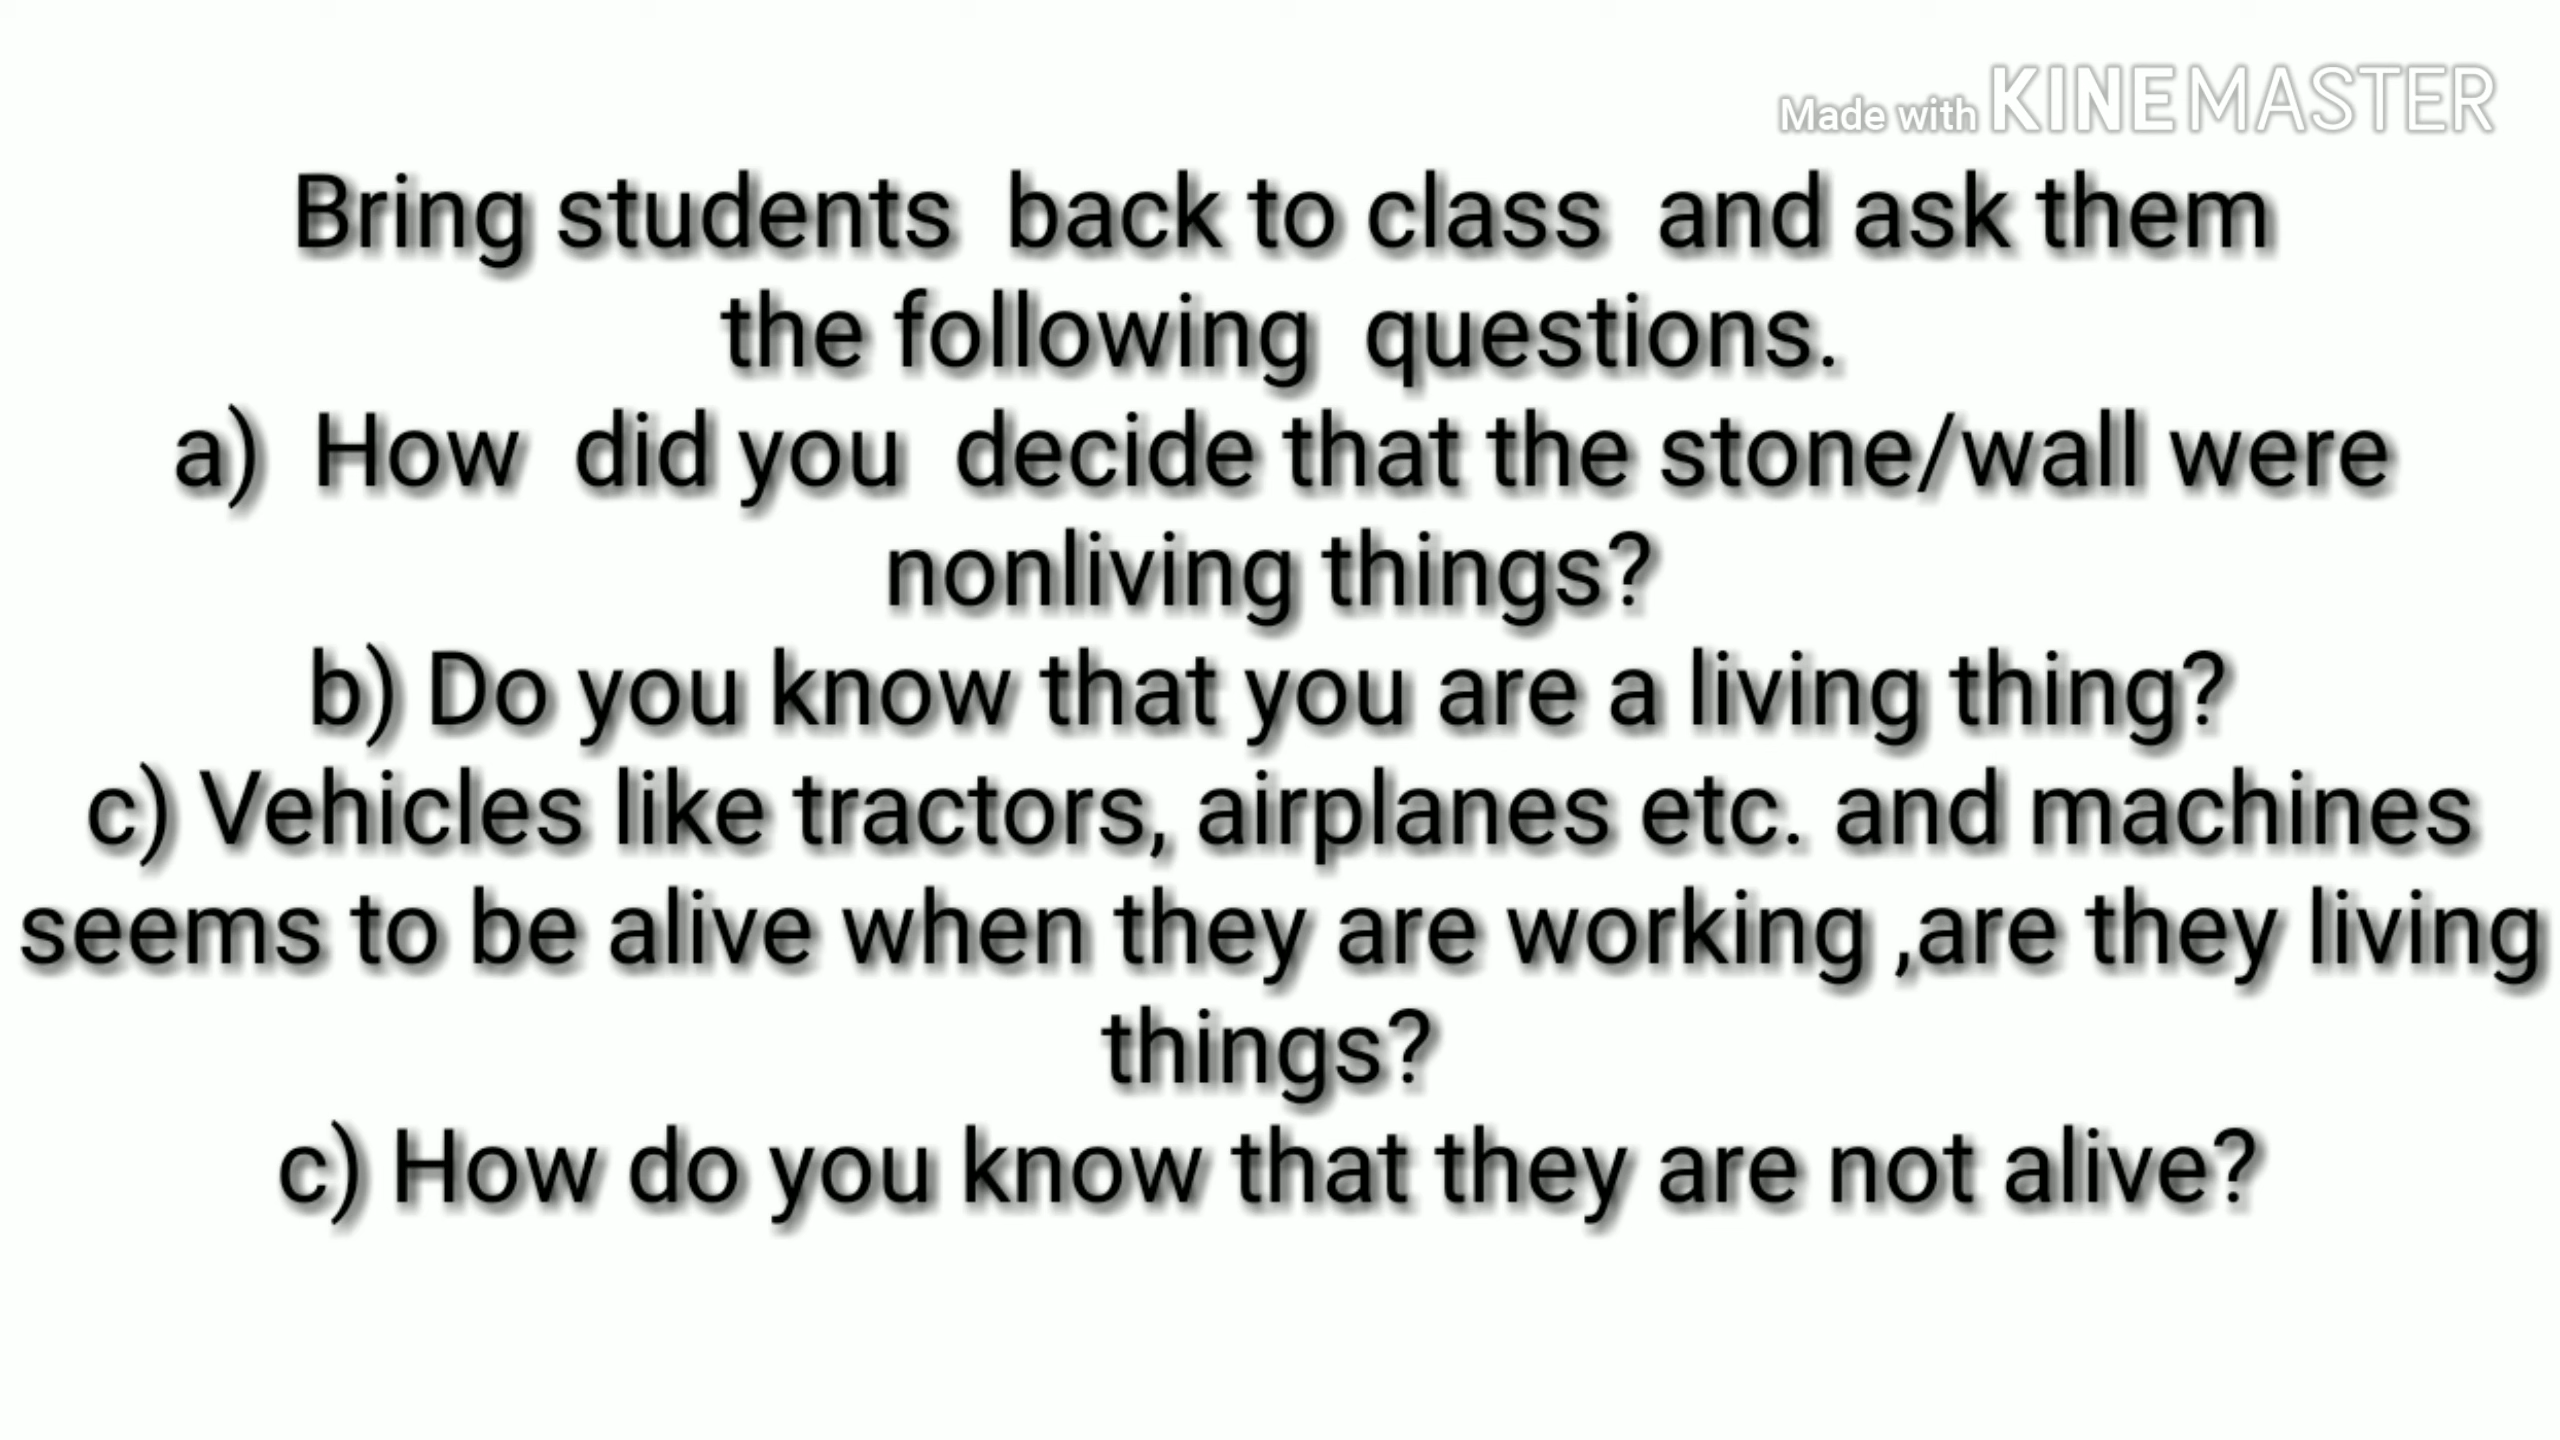 Made with KINEMASTER
Bring students back to class and ask them
the following questions.
a) How did you decide that the stone/wall were
nonliving things?
b) Do you know that you are a living thing?
c) Vehicles like tractors, airplanes etc. and machines
seems to be alive when they are working ,are they living
things?
c) How do you know that they are not alive?